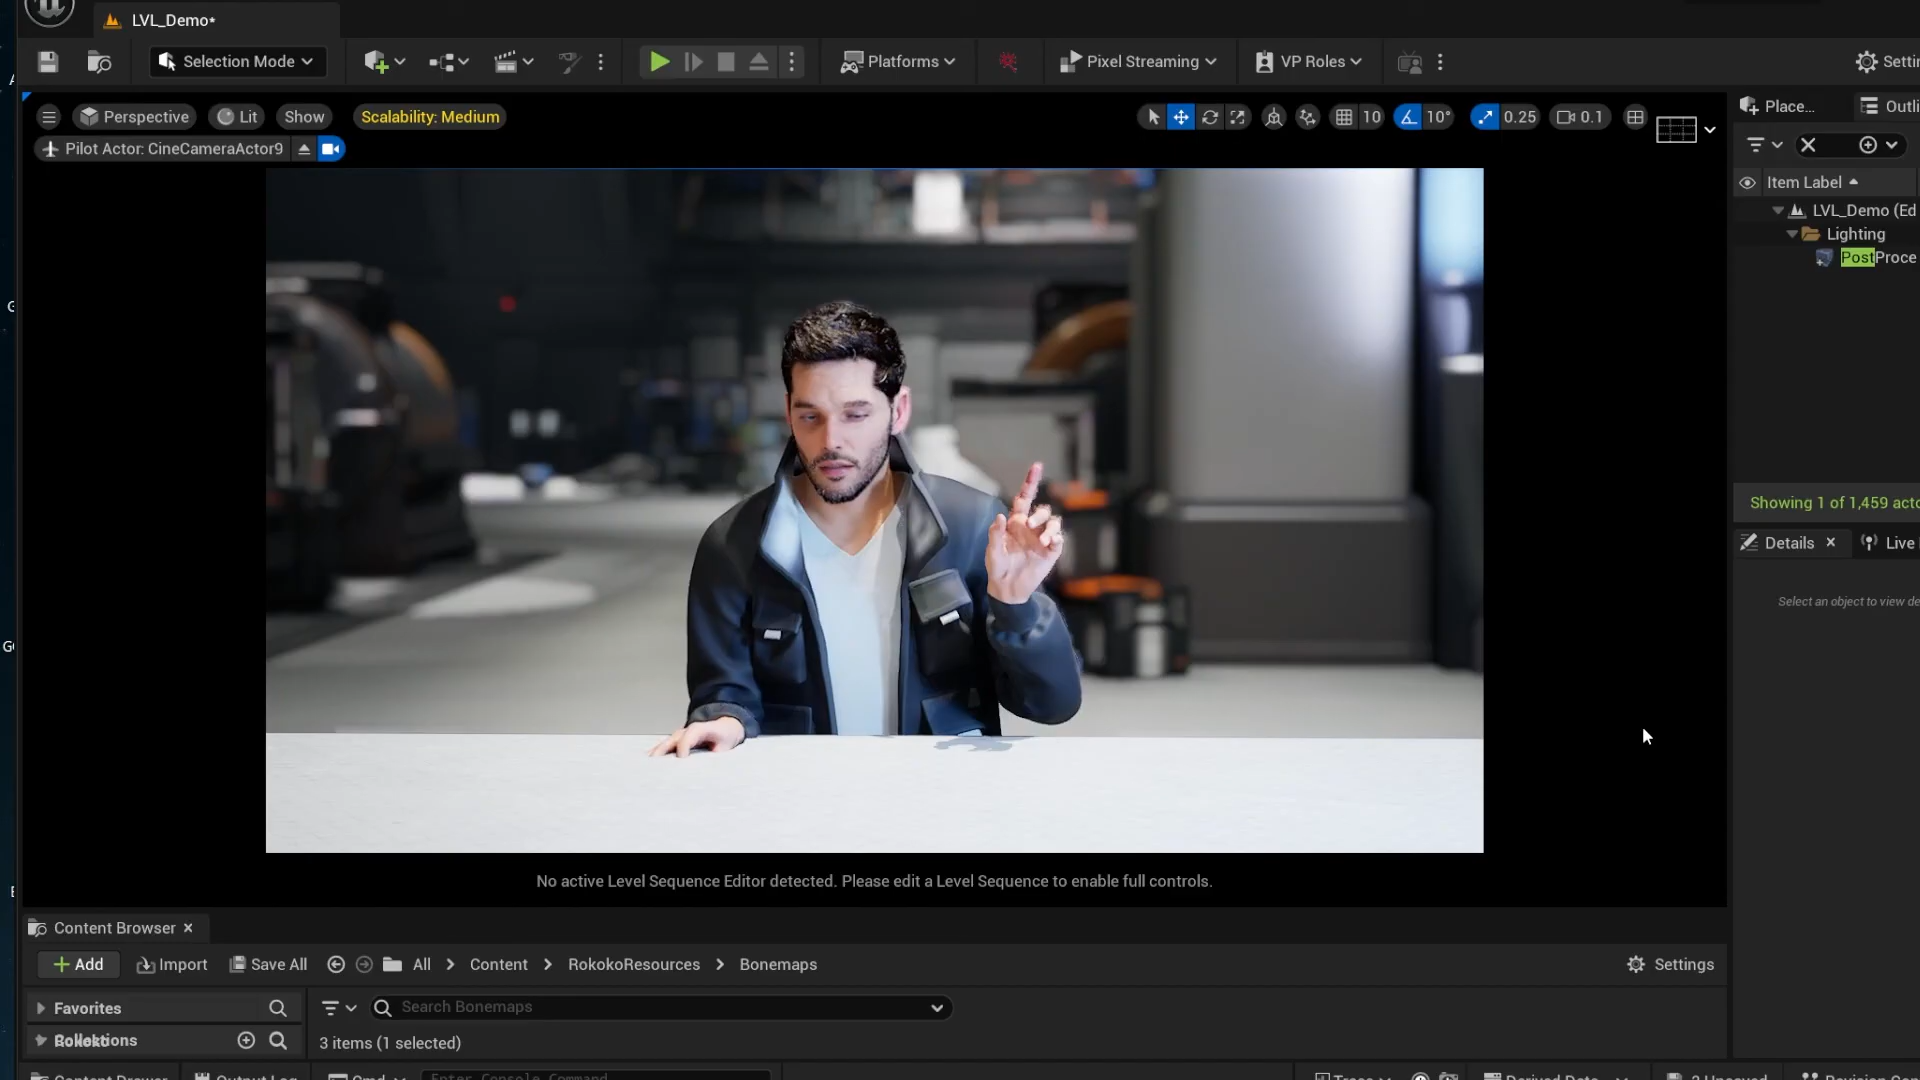 LVL_Demo*
Selection Mode
Platforms
Pixel Streaming
VP Roles
Perspective
Lit
Show
Scalability: Medium
10
10°
0.25
0.1
Pilot Actor: CineCameraActor9
Place...
Item Label
LVL_Demo (Ed
Lighting
PostProce
Showing 1 of 1,459 acto
Details
Live
Select an object to view de
No active Level Sequence Editor detected. Please edit a Level Sequence to enable full controls.
Content Browser
Add
Import
Save All
All > Content > RokokoResources > Bonemaps
Settings
Favorites
Search Bonemaps
3 items (1 selected)